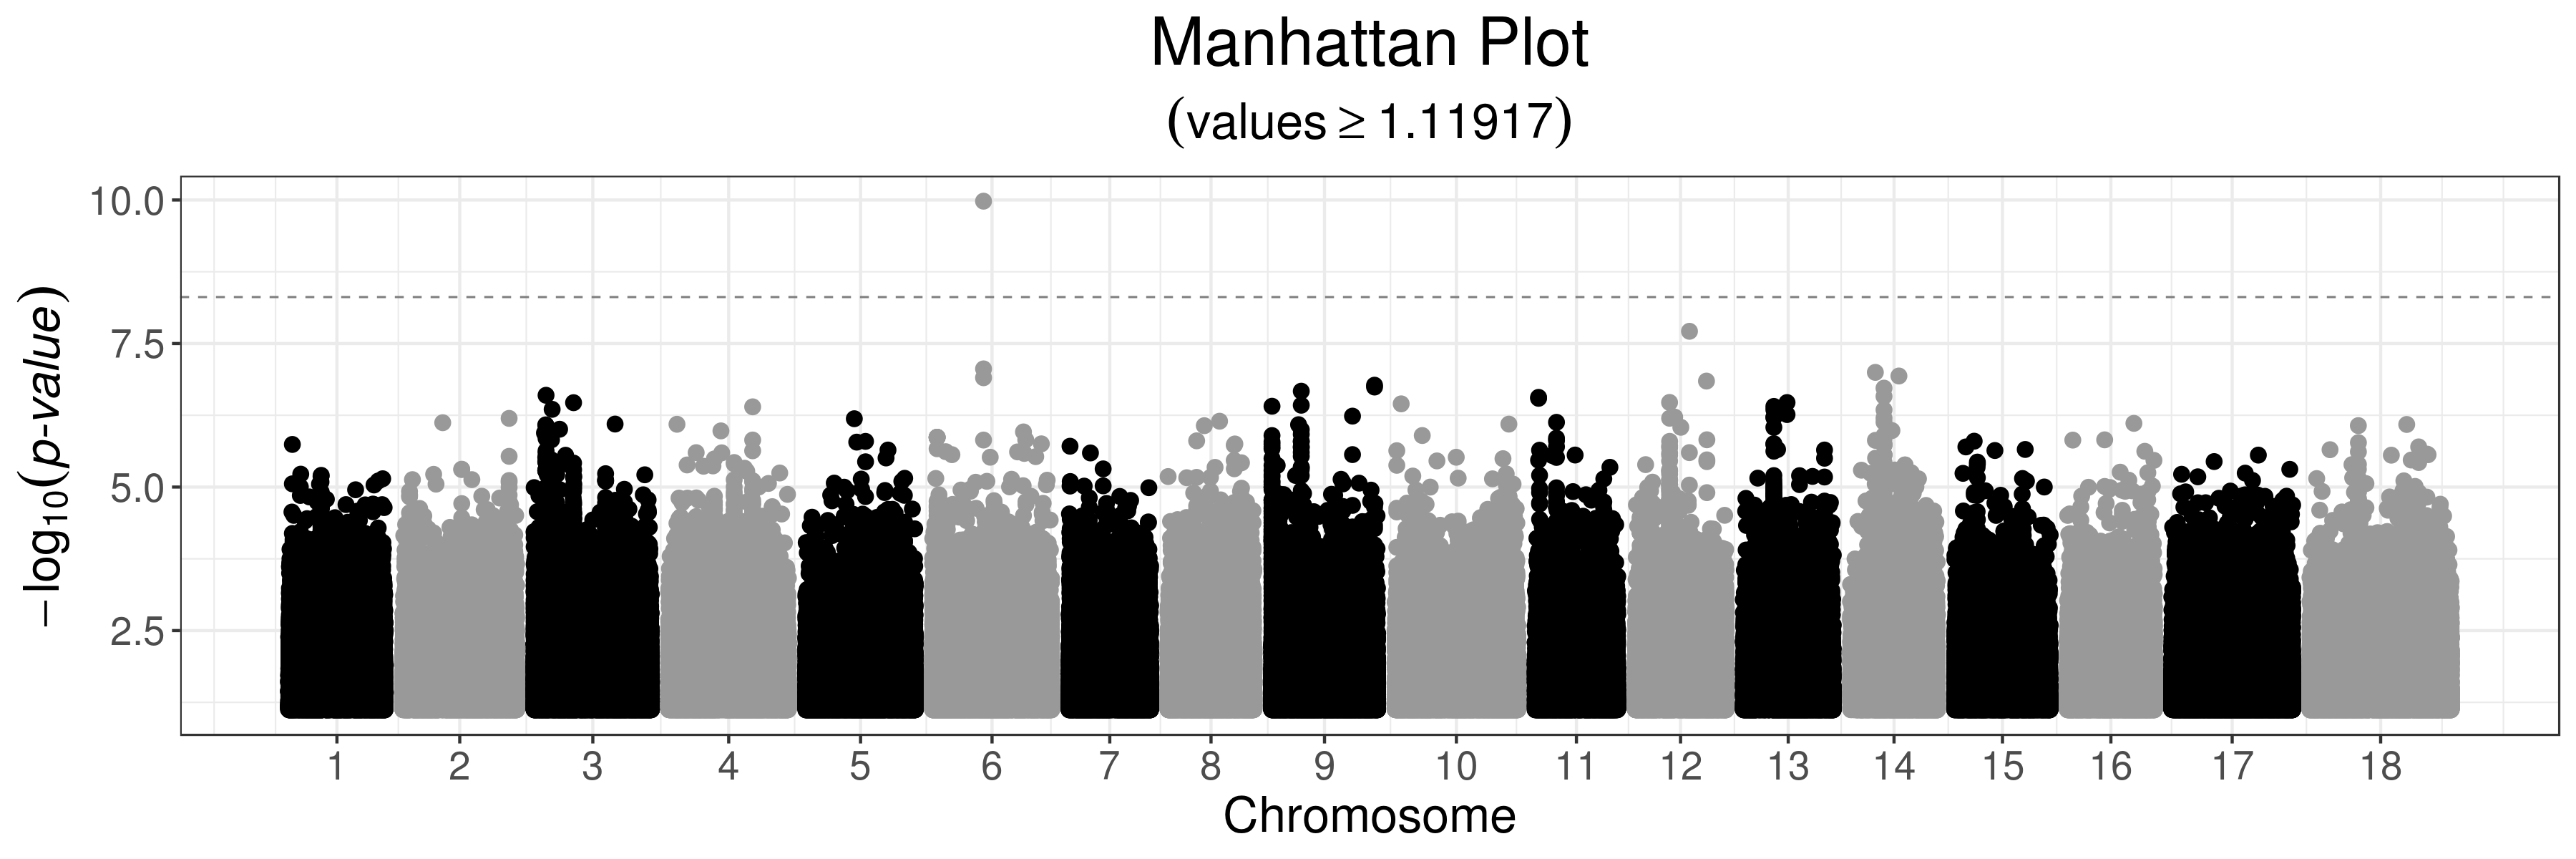 Manhattan Plot
(values ≥ 1.11917)
−log₁₀(p-value)
10.0
7.5
5.0
2.5
1 2 3 4 5 6 7 8 9 10 11 12 13 14 15 16 17 18
Chromosome